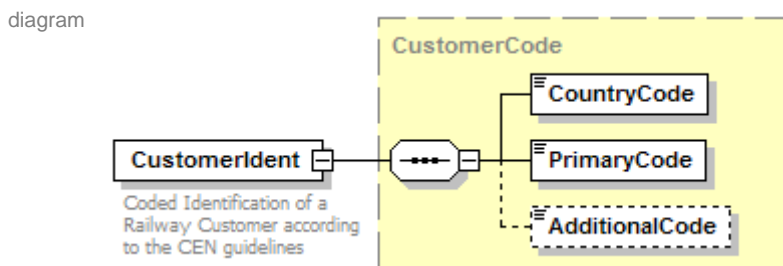 diagram
CustomerCode
CountryCode
CustomerIdent
PrimaryCode
Coded Identification of a
Railway Customer according
to the CEN guidelines
AdditionalCode